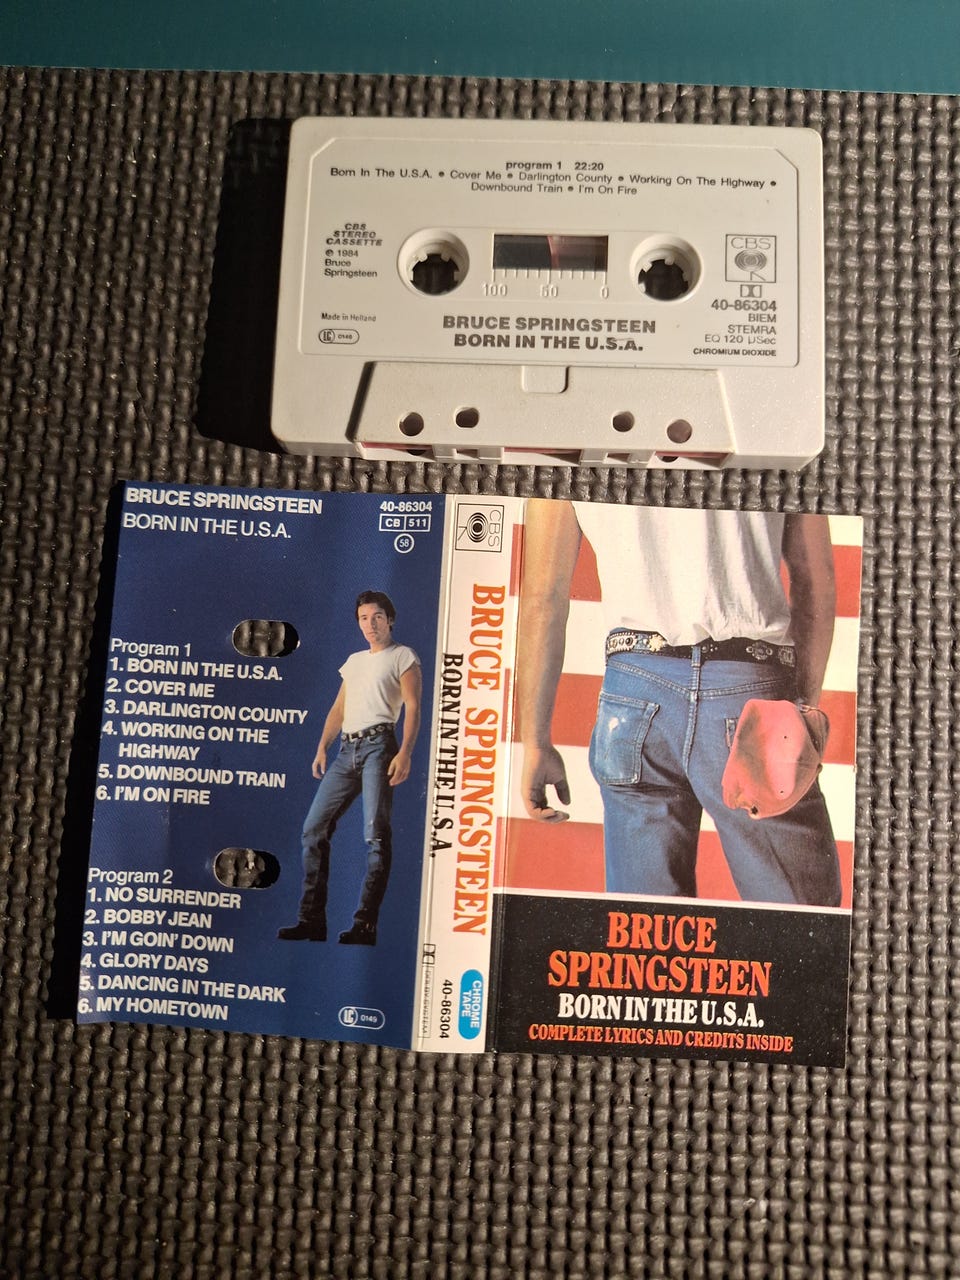 program 1 22:20
Born In The U.S.A. • Cover Me • Darlington County • Working On The Highway •
Downbound Train • I'm On Fire
CBS
STEREO
CASSETTE
℗ 1984
Bruce
Springsteen
Made in Holland
LC 0149
100 50 0
BRUCE SPRINGSTEEN
BORN IN THE U.S.A.
CBS
40-86304
BIEM
STEMRA
EQ 120 µSec
CHROMIUM DIOXIDE
BRUCE SPRINGSTEEN
BORN IN THE U.S.A.
40-86304
CB 511
58
Program 1
1. BORN IN THE U.S.A.
2. COVER ME
3. DARLINGTON COUNTY
4. WORKING ON THE
HIGHWAY
5. DOWNBOUND TRAIN
6. I'M ON FIRE
Program 2
1. NO SURRENDER
2. BOBBY JEAN
3. I'M GOIN' DOWN
4. GLORY DAYS
5. DANCING IN THE DARK
6. MY HOMETOWN
LC 0149
CBS
BRUCE SPRINGSTEEN
BORN IN THE U.S.A.
DOLBY SYSTEM
40-86304
CHROME
TAPE
BRUCE
SPRINGSTEEN
BORN IN THE U.S.A.
COMPLETE LYRICS AND CREDITS INSIDE